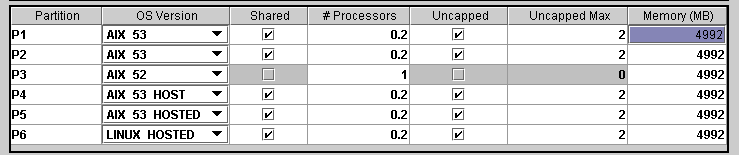 Partition OS Version Shared # Processors Uncapped Uncapped Max Memory (MB)
P1 AIX 53 0.2 2 4992
P2 AIX 53 0.2 2 4992
P3 AIX 52 1 0 4992
P4 AIX 53 HOST 0.2 2 4992
P5 AIX 53 HOSTED 0.2 2 4992
P6 LINUX HOSTED 0.2 2 4992